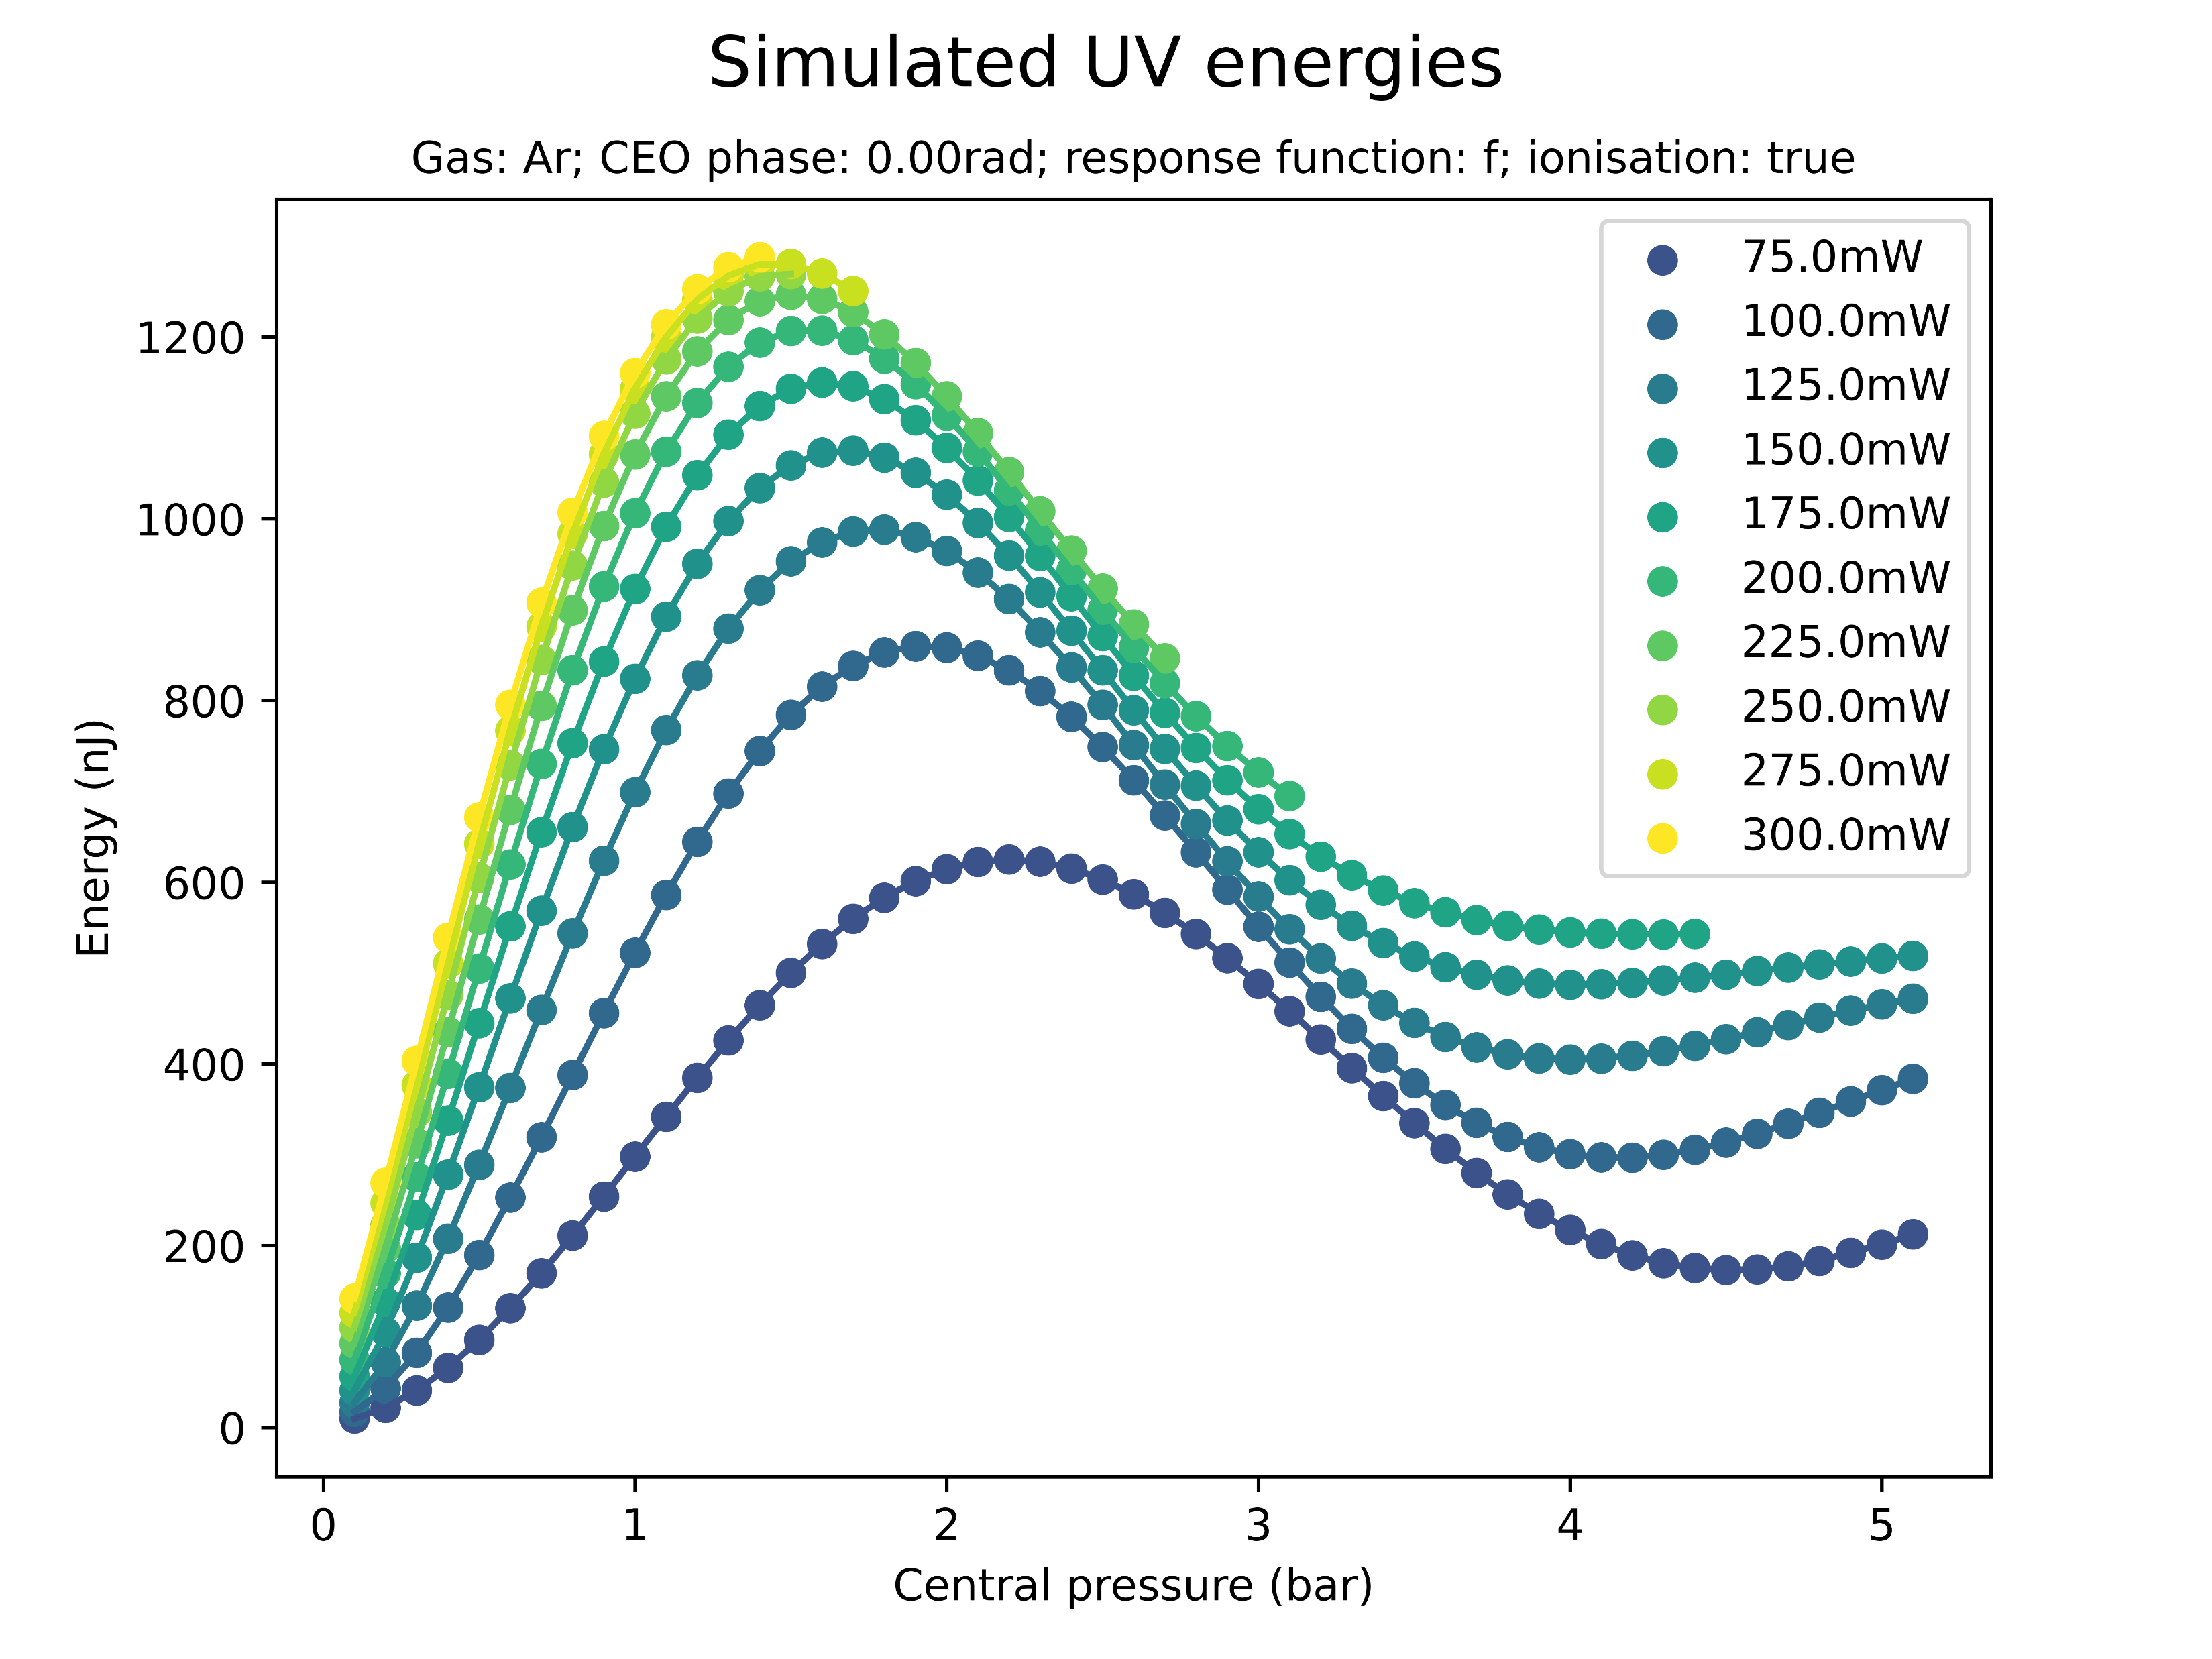 Simulated UV energies
Gas: Ar; CEO phase: 0.00rad; response function: f; ionisation: true
75.0mW
100.0mW
125.0mW
150.0mW
175.0mW
200.0mW
225.0mW
250.0mW
275.0mW
300.0mW
Energy (nJ)
1200
1000
800
600
400
200
0
0 1 2 3 4 5
Central pressure (bar)